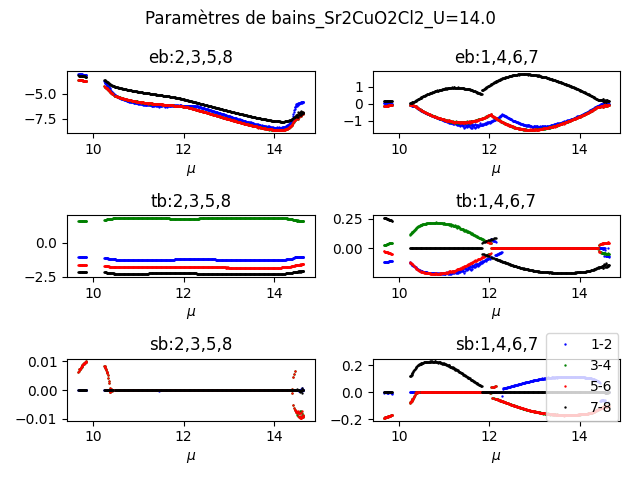 Paramètres de bains_Sr2CuO2Cl2_U=14.0
eb:2,3,5,8
eb:1,4,6,7
−5.0
−7.5
10
12
14
μ
1
0
−1
10
12
14
μ
tb:2,3,5,8
tb:1,4,6,7
0.0
−2.5
10
12
14
μ
0.25
0.00
10
12
14
μ
sb:2,3,5,8
sb:1,4,6,7
0.01
0.00
−0.01
10
12
14
μ
0.2
0.0
−0.2
10
12
14
μ
1-2
3-4
5-6
7-8